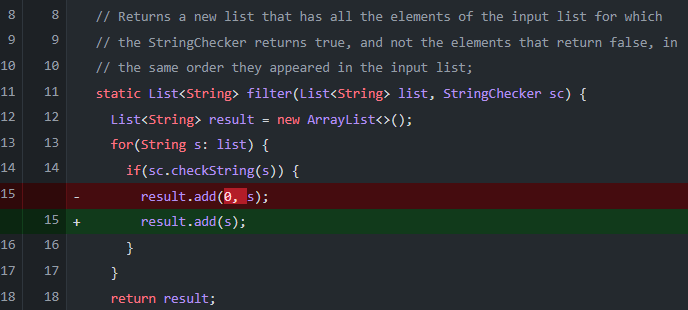 8 8 // Returns a new list that has all the elements of the input list for which
9 9 // the StringChecker returns true, and not the elements that return false, in
10 10 // the same order they appeared in the input list;
11 11 static List<String> filter(List<String> list, StringChecker sc) {
12 12 List<String> result = new ArrayList<>();
13 13 for(String s: list) {
14 14 if(sc.checkString(s)) {
15 - result.add(0, s);
15 + result.add(s);
16 16 }
17 17 }
18 18 return result;